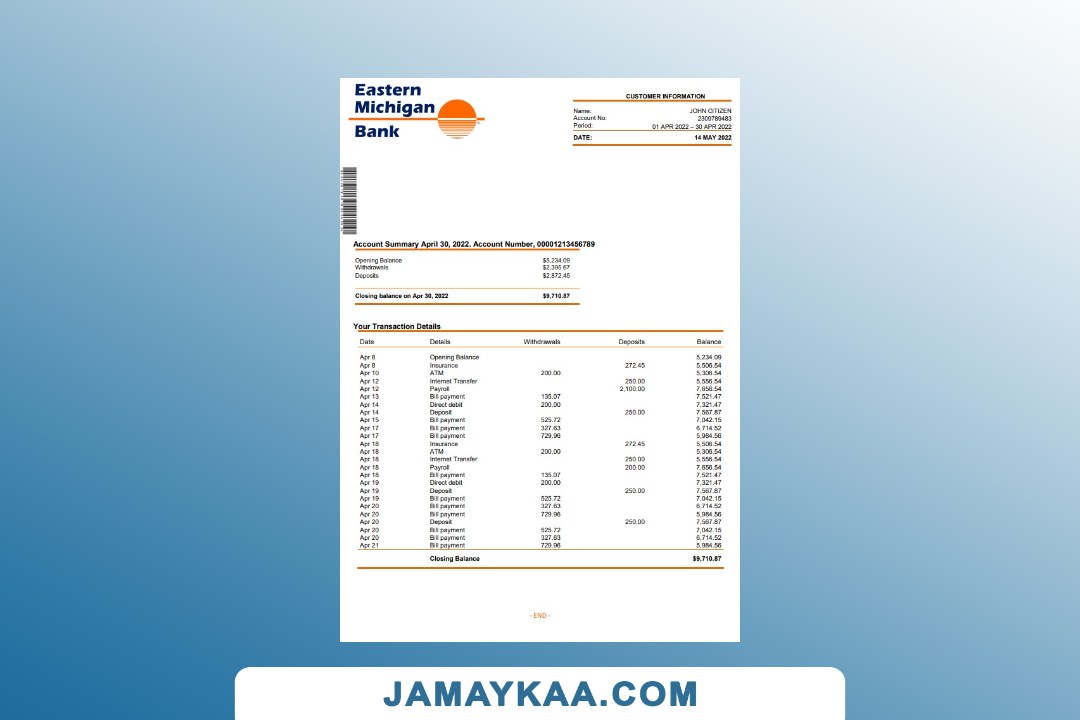 Eastern
Michigan
Bank
CUSTOMER INFORMATION
Name: JOHN CITIZEN
Account No: 2309789483
Period: 01 APR 2022 – 30 APR 2022
DATE: 14 MAY 2022
Account Summary April 30, 2022. Account Number, 00001213456789
Opening Balance $5,234.09
Withdrawals $2,395.67
Deposits $2,872.45
Closing balance on Apr 30, 2022 $9,710.87
Your Transaction Details
Date Details Withdrawals Deposits Balance
Apr 8 Opening Balance 5,234.09
Apr 8 Insurance 272.45 5,506.54
Apr 10 ATM 200.00 5,306.54
Apr 12 Internet Transfer 250.00 5,556.54
Apr 12 Payroll 2,100.00 7,656.54
Apr 13 Bill payment 135.07 7,521.47
Apr 14 Direct debit 200.00 7,321.47
Apr 14 Deposit 250.00 7,567.87
Apr 15 Bill payment 525.72 7,042.15
Apr 17 Bill payment 327.63 6,714.52
Apr 17 Bill payment 729.96 5,984.56
Apr 18 Insurance 272.45 5,506.54
Apr 18 ATM 200.00 5,306.54
Apr 18 Internet Transfer 250.00 5,556.54
Apr 18 Payroll 200.00 7,656.54
Apr 18 Bill payment 135.07 7,521.47
Apr 19 Direct debit 200.00 7,321.47
Apr 19 Deposit 250.00 7,567.87
Apr 19 Bill payment 525.72 7,042.15
Apr 20 Bill payment 327.63 6,714.52
Apr 20 Bill payment 729.96 5,984.56
Apr 20 Deposit 250.00 7,567.87
Apr 20 Bill payment 525.72 7,042.15
Apr 20 Bill payment 327.63 6,714.52
Apr 21 Bill payment 729.96 5,984.56
Closing Balance $9,710.87
- END -
JAMAYKAA.COM